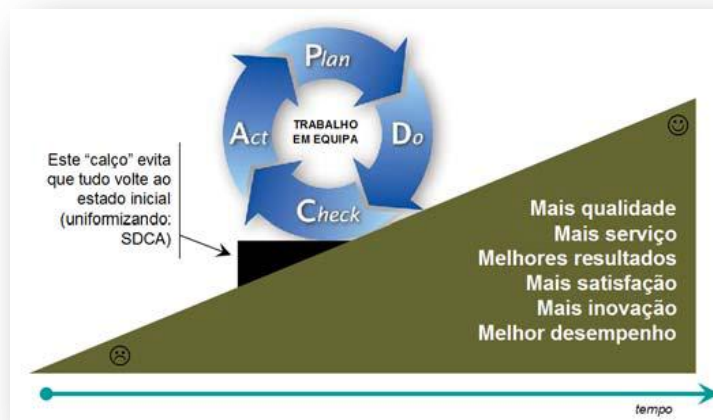 Plan
Do
Check
Act
TRABALHO
EM EQUIPA
Este “calço” evita
que tudo volte ao
estado inicial
(uniformizando:
SDCA)
Mais qualidade
Mais serviço
Melhores resultados
Mais satisfação
Mais inovação
Melhor desempenho
tempo